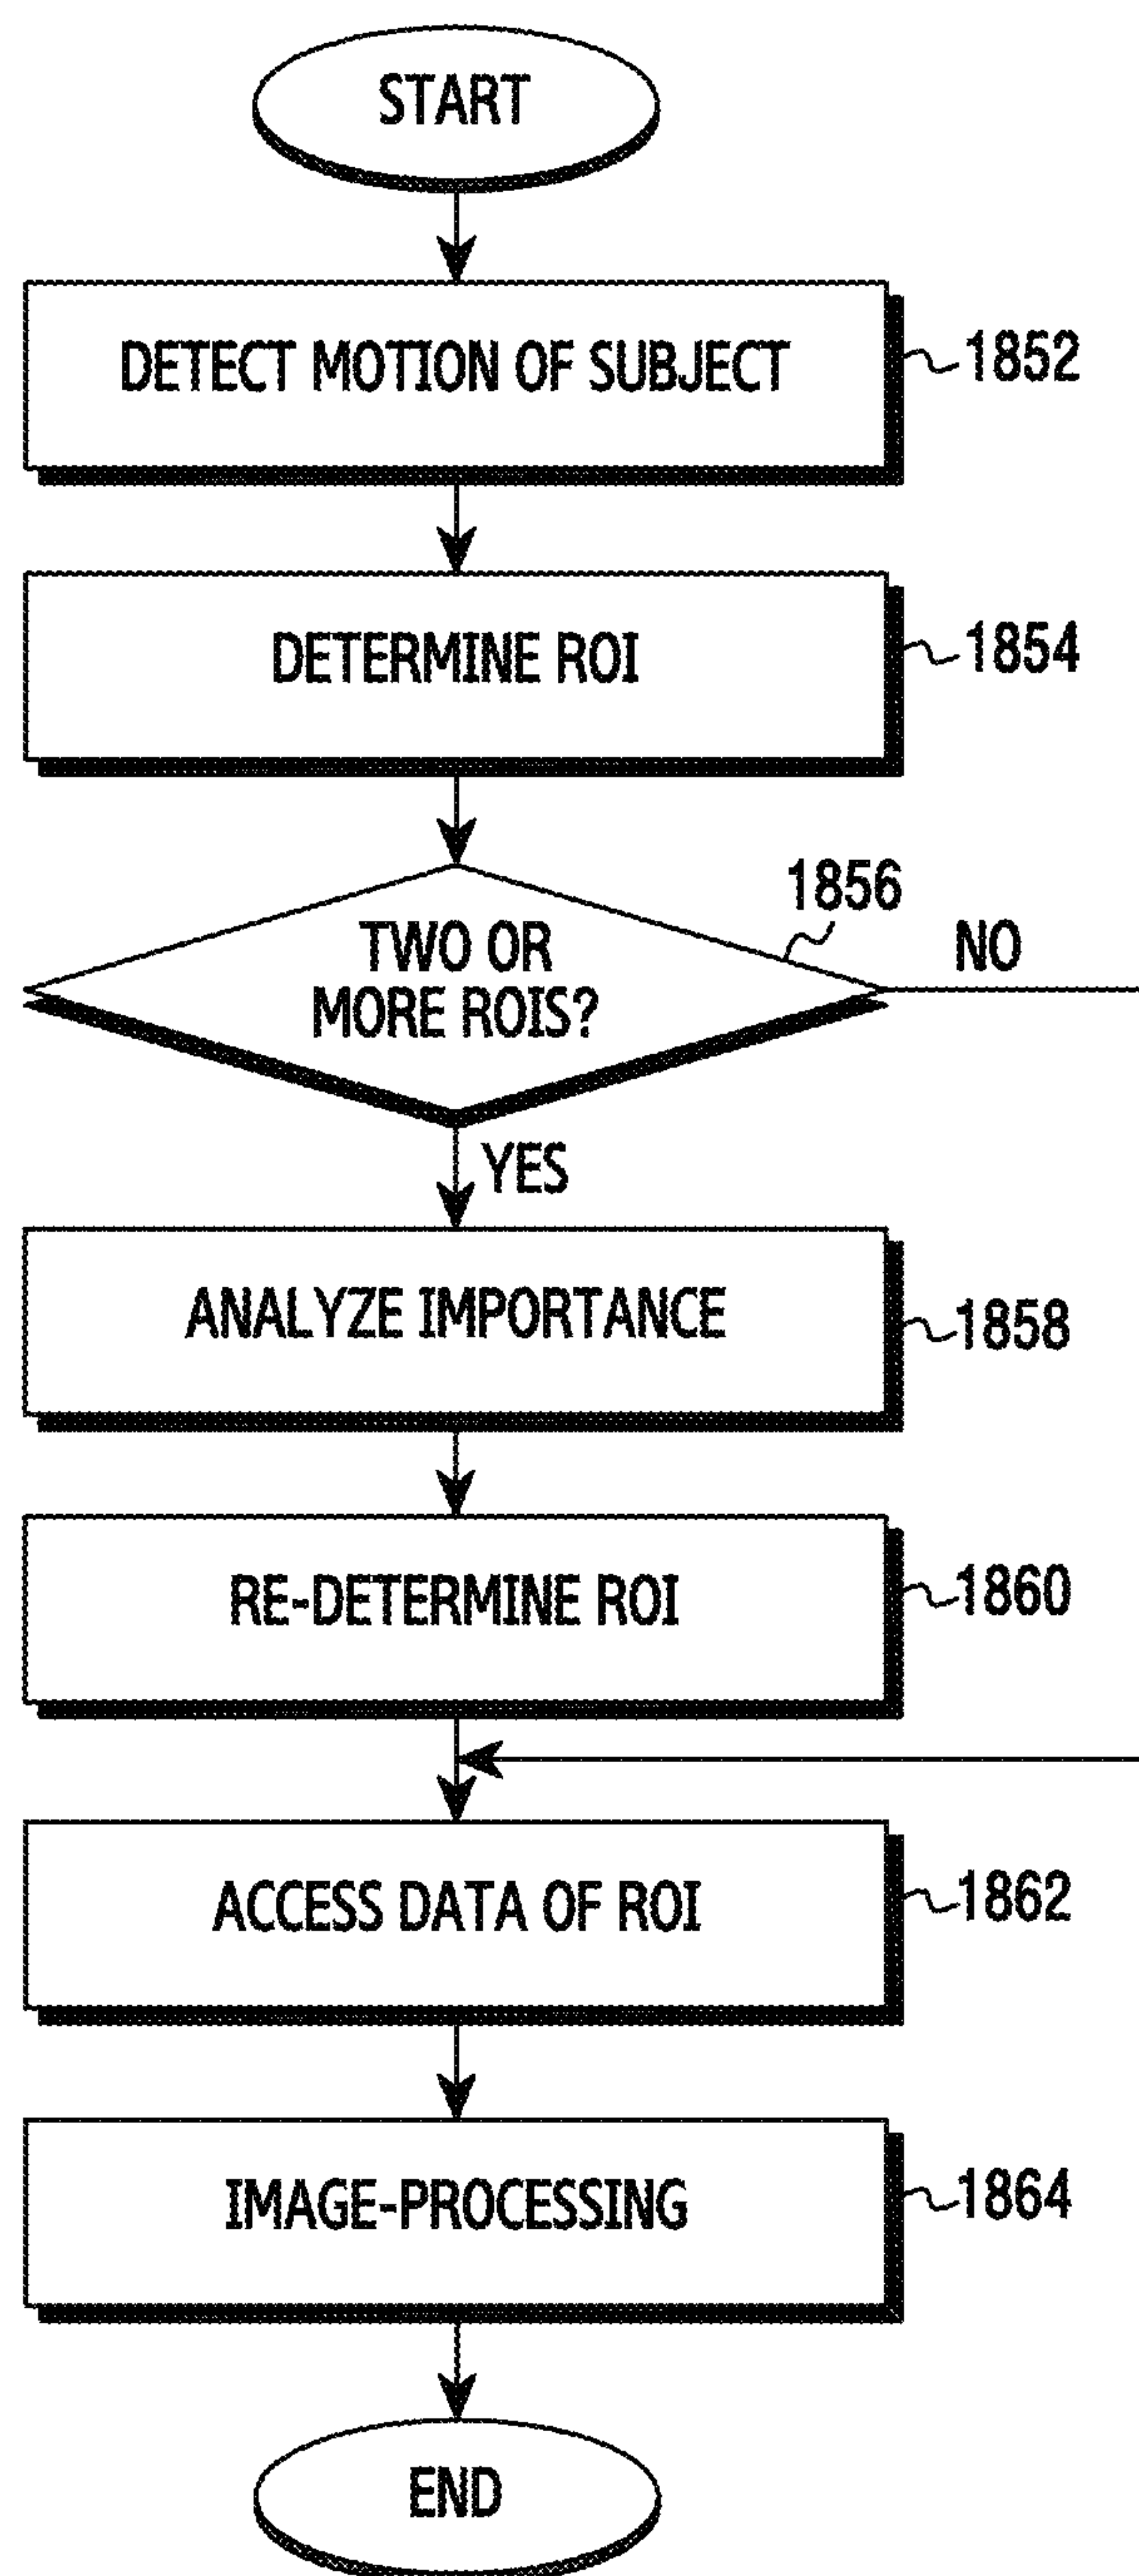 START
DETECT MOTION OF SUBJECT
1852
DETERMINE ROI
1854
1856
TWO OR
MORE ROIS?
NO
YES
ANALYZE IMPORTANCE
1858
RE-DETERMINE ROI
1860
ACCESS DATA OF ROI
1862
IMAGE-PROCESSING
1864
END